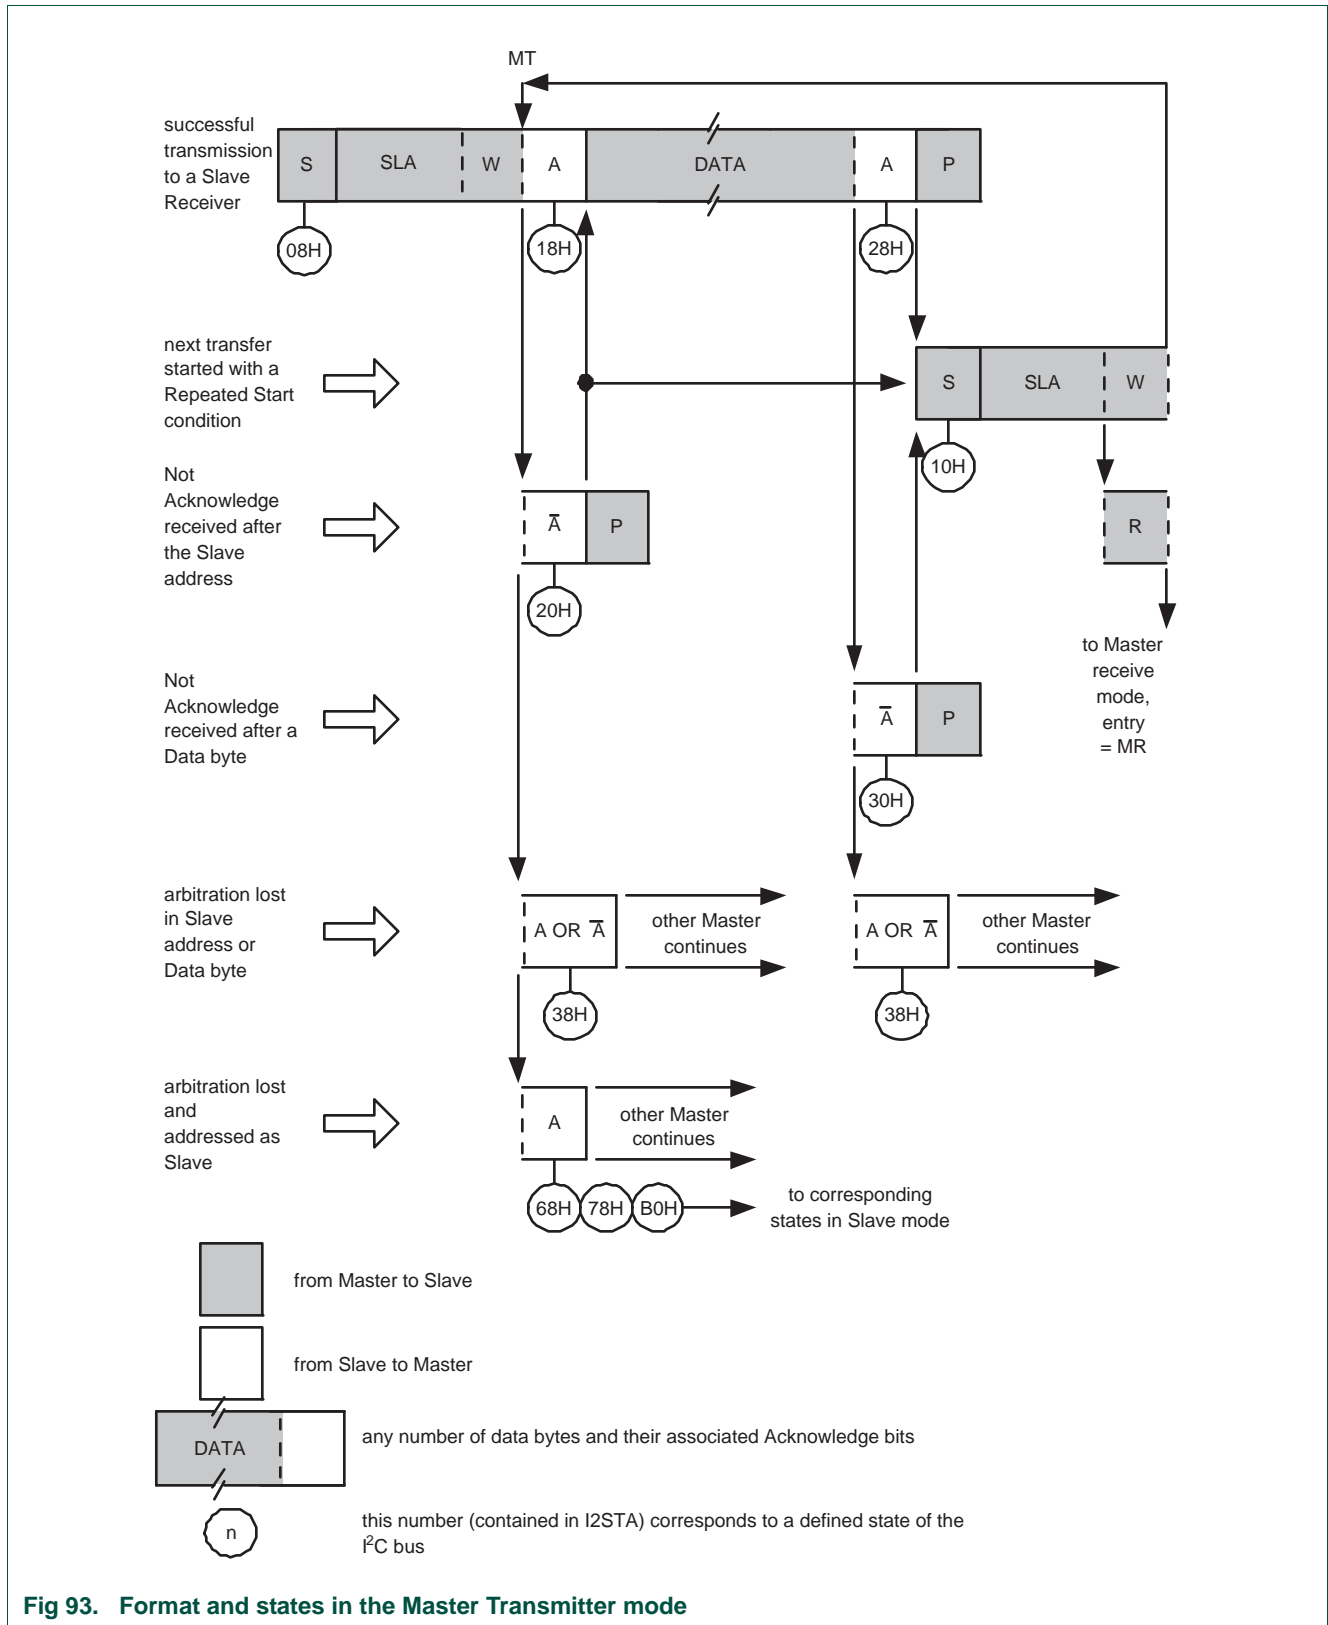 MT
successful
transmission
to a Slave
Receiver
S SLA W A DATA A P
08H 18H 28H
next transfer
started with a
Repeated Start
condition
S SLA W
10H
Not
Acknowledge
received after
the Slave
address
A̅ P R
20H
to Master
receive
mode,
entry
= MR
Not
Acknowledge
received after a
Data byte
A̅ P
30H
arbitration lost
in Slave
address or
Data byte
A OR A̅ other Master
continues
A OR A̅ other Master
continues
38H 38H
arbitration lost
and
addressed as
Slave
A other Master
continues
68H 78H B0H to corresponding
states in Slave mode
from Master to Slave
from Slave to Master
DATA any number of data bytes and their associated Acknowledge bits
n this number (contained in I2STA) corresponds to a defined state of the
I²C bus
Fig 93. Format and states in the Master Transmitter mode